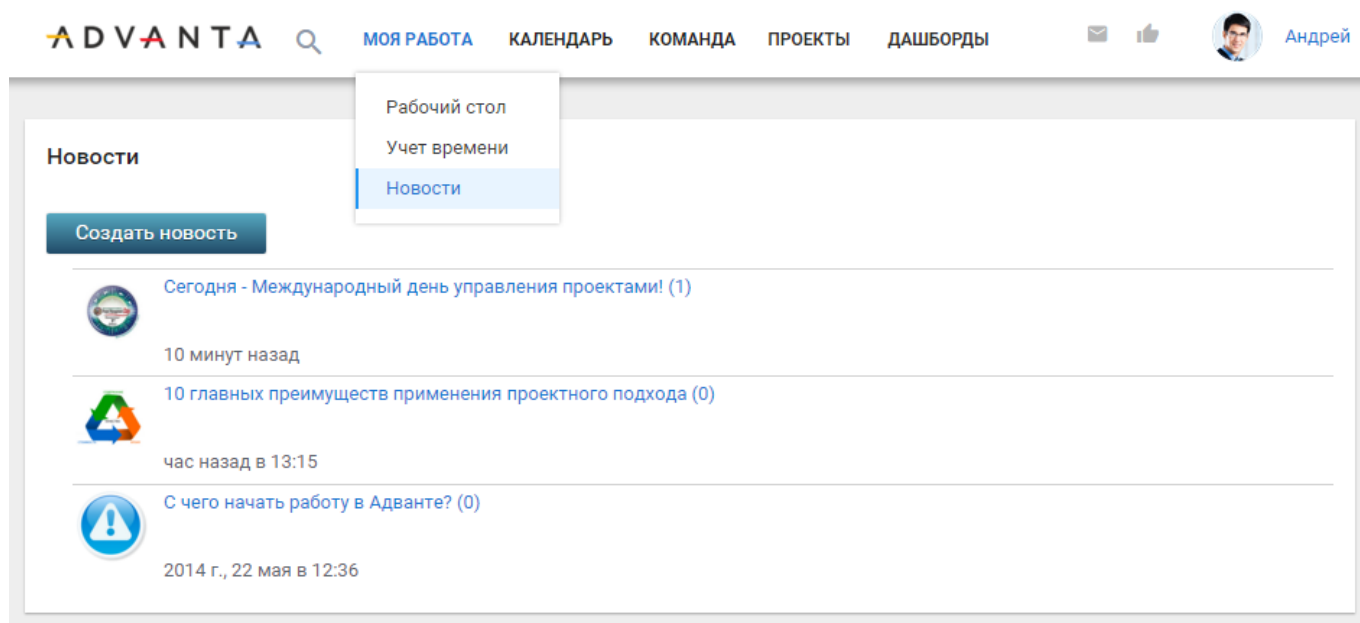 ADVANTA МОЯ РАБОТА КАЛЕНДАРЬ КОМАНДА ПРОЕКТЫ ДАШБОРДЫ Андрей
Рабочий стол
Учет времени
Новости
Новости
Создать новость
Сегодня - Международный день управления проектами! (1)
10 минут назад
10 главных преимуществ применения проектного подхода (0)
час назад в 13:15
С чего начать работу в Адванте? (0)
2014 г., 22 мая в 12:36